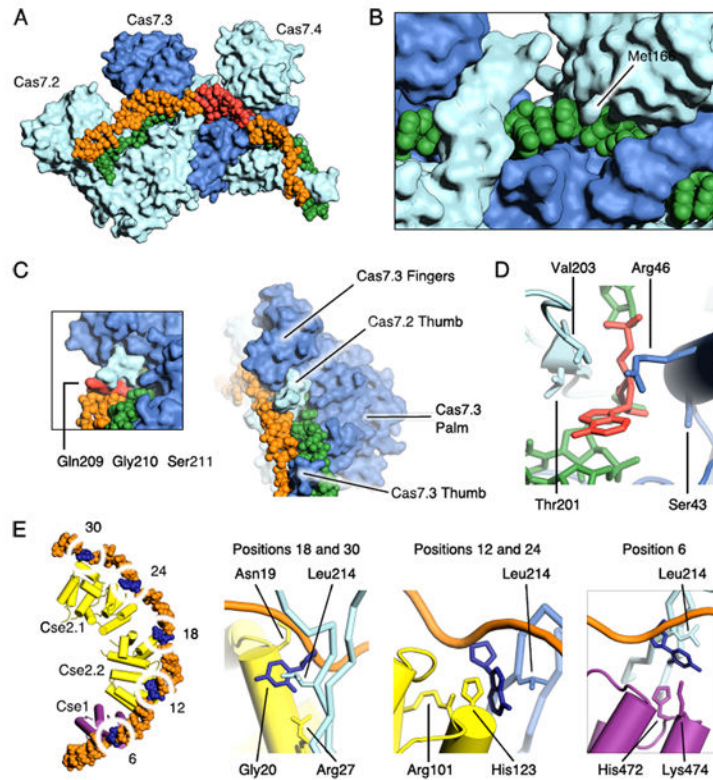 A
Cas7.3
Cas7.4
Cas7.2
B
Met166
C
Cas7.3 Fingers
Cas7.2 Thumb
Cas7.3
Palm
Cas7.3 Thumb
Gln209 Gly210 Ser211
D
Val203 Arg46
Thr201 Ser43
E
30
24
18
12
6
Cse2.1
Cse2.2
Cse1
Positions 18 and 30
Asn19 Leu214
Gly20 Arg27
Positions 12 and 24
Leu214
Arg101 His123
Position 6
Leu214
His472 Lys474